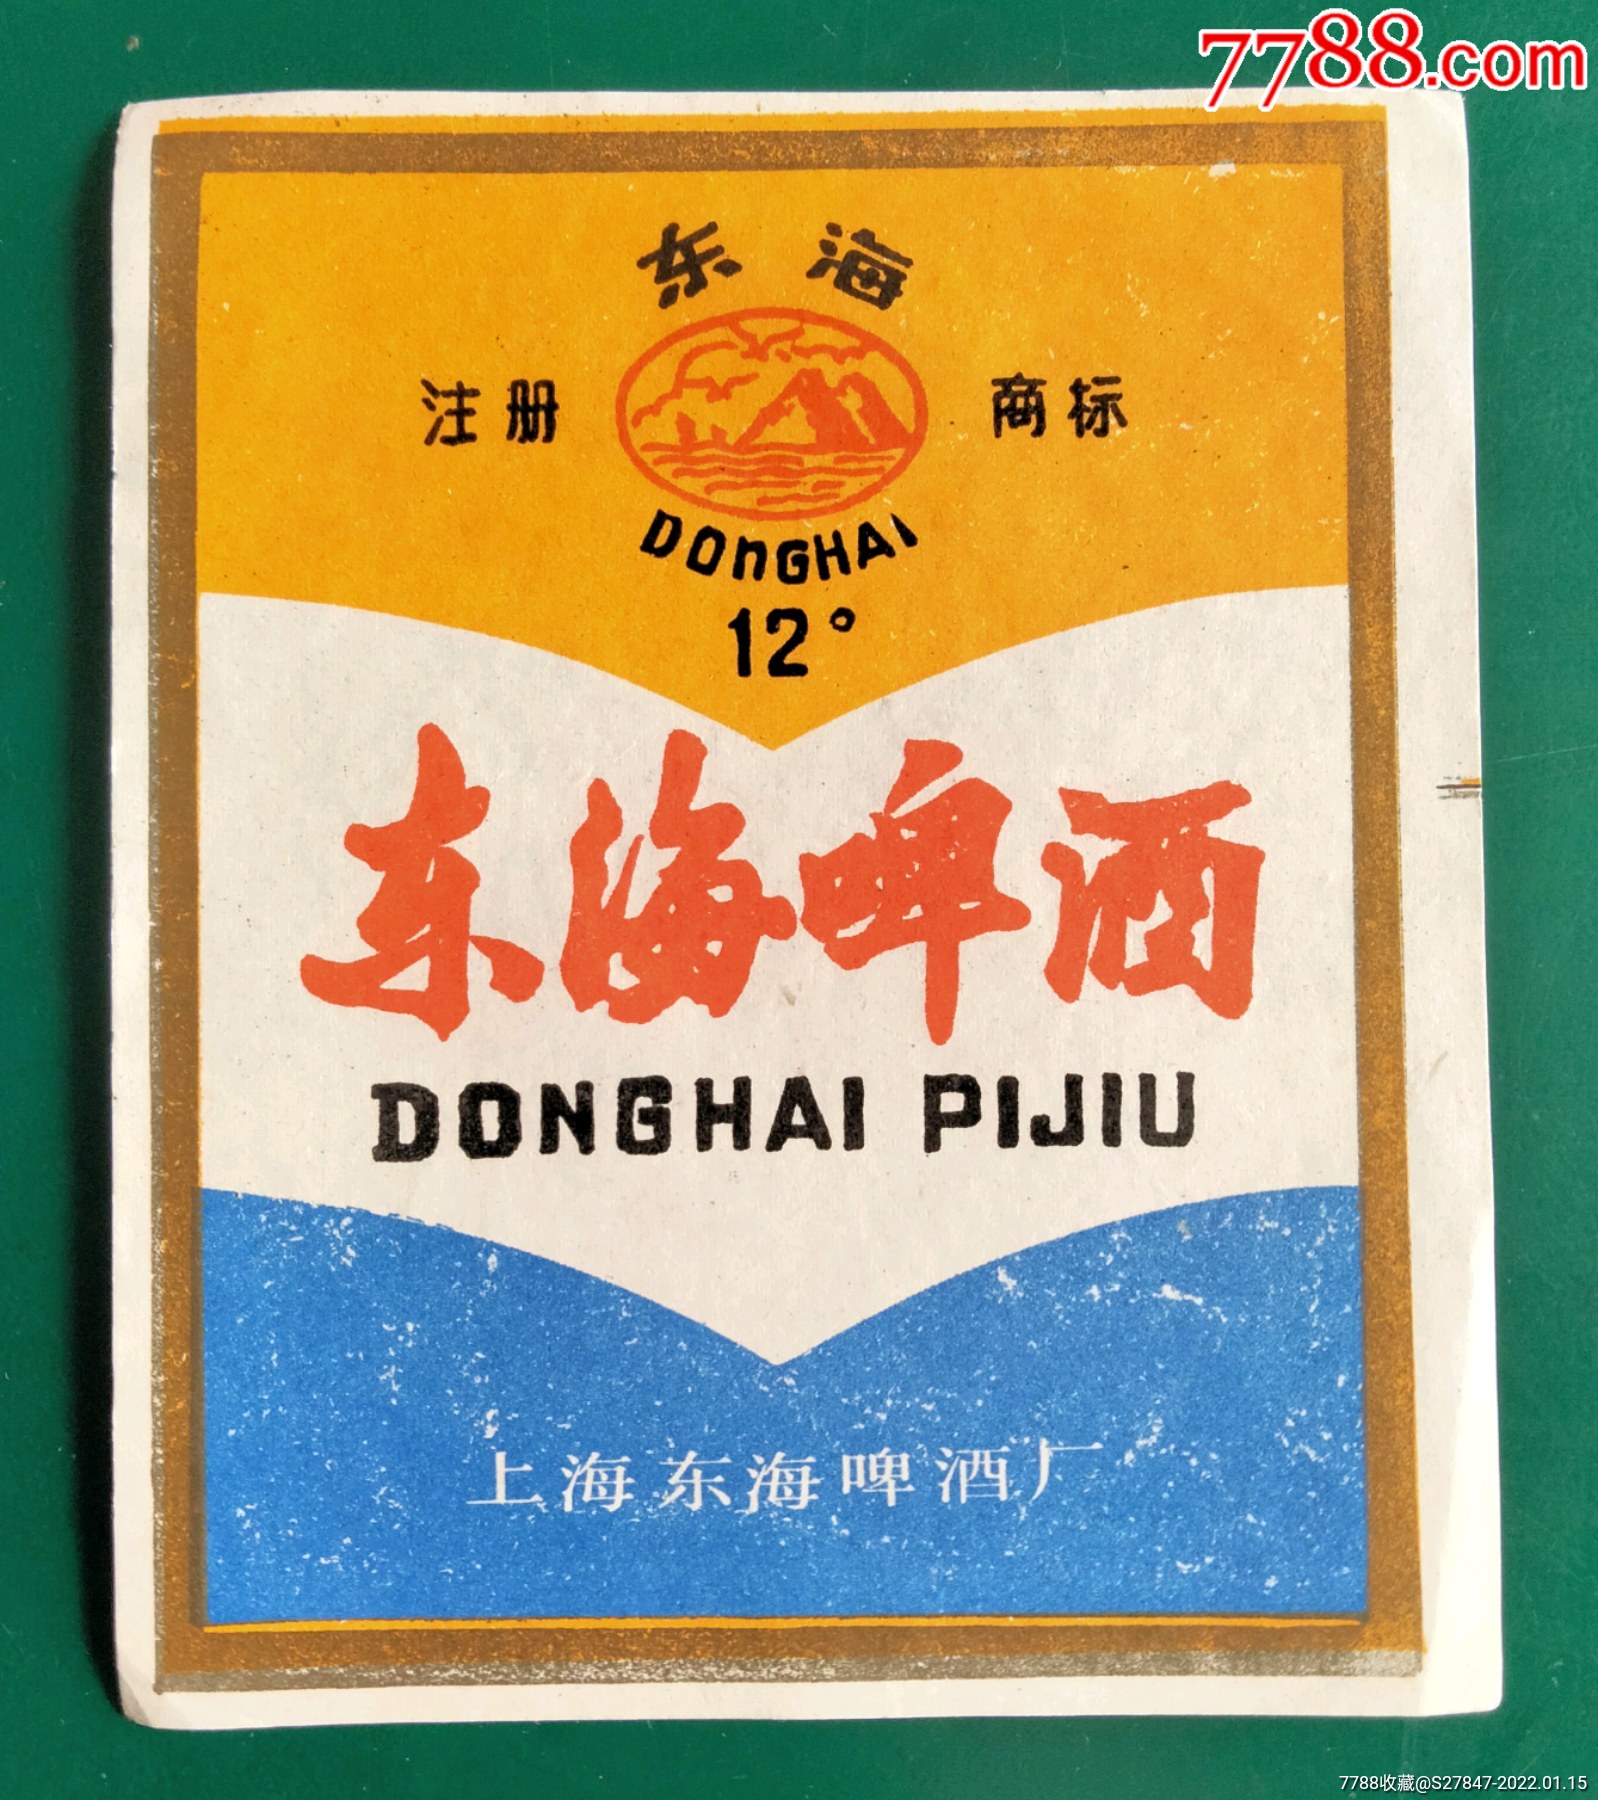 7788.com
东海
注册 商标
DONGHAI
12°
东海啤酒
DONGHAI PIJIU
上海东海啤酒厂
7788收藏@S27847-2022.01.15